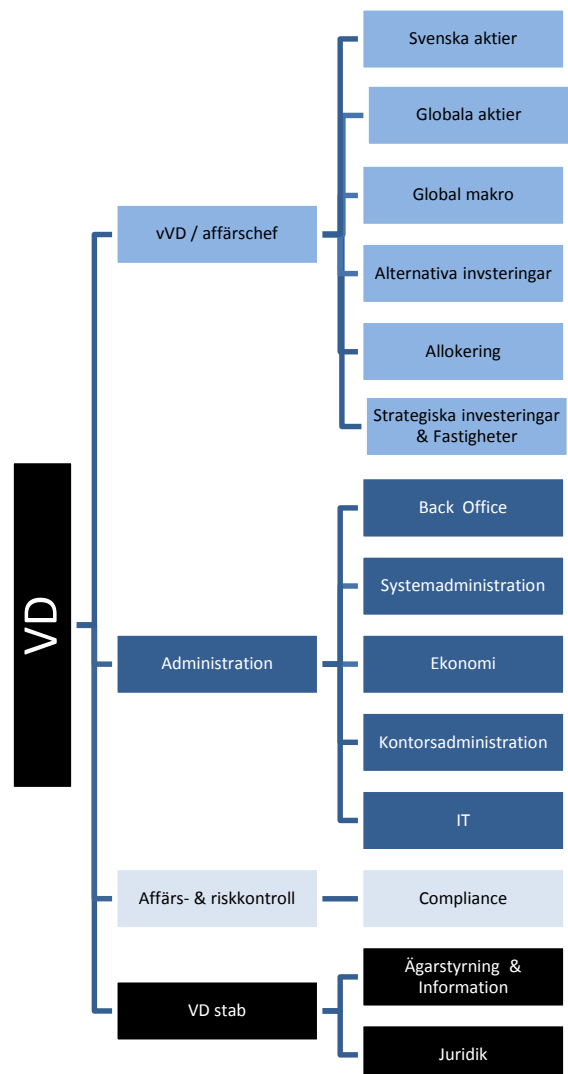 VD
vVD / affärschef
Svenska aktier
Globala aktier
Global makro
Alternativa invsteringar
Allokering
Strategiska investeringar
& Fastigheter
Administration
Back Office
Systemadministration
Ekonomi
Kontorsadministration
IT
Affärs- & riskkontroll
Compliance
VD stab
Ägarstyrning &
Information
Juridik